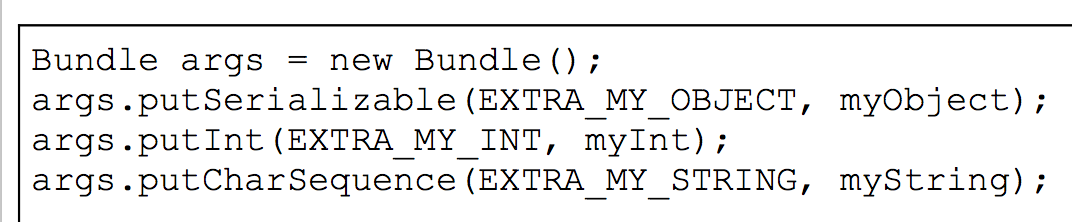 Bundle args = new Bundle();
args.putSerializable(EXTRA_MY_OBJECT, myObject);
args.putInt(EXTRA_MY_INT, myInt);
args.putCharSequence(EXTRA_MY_STRING, myString);